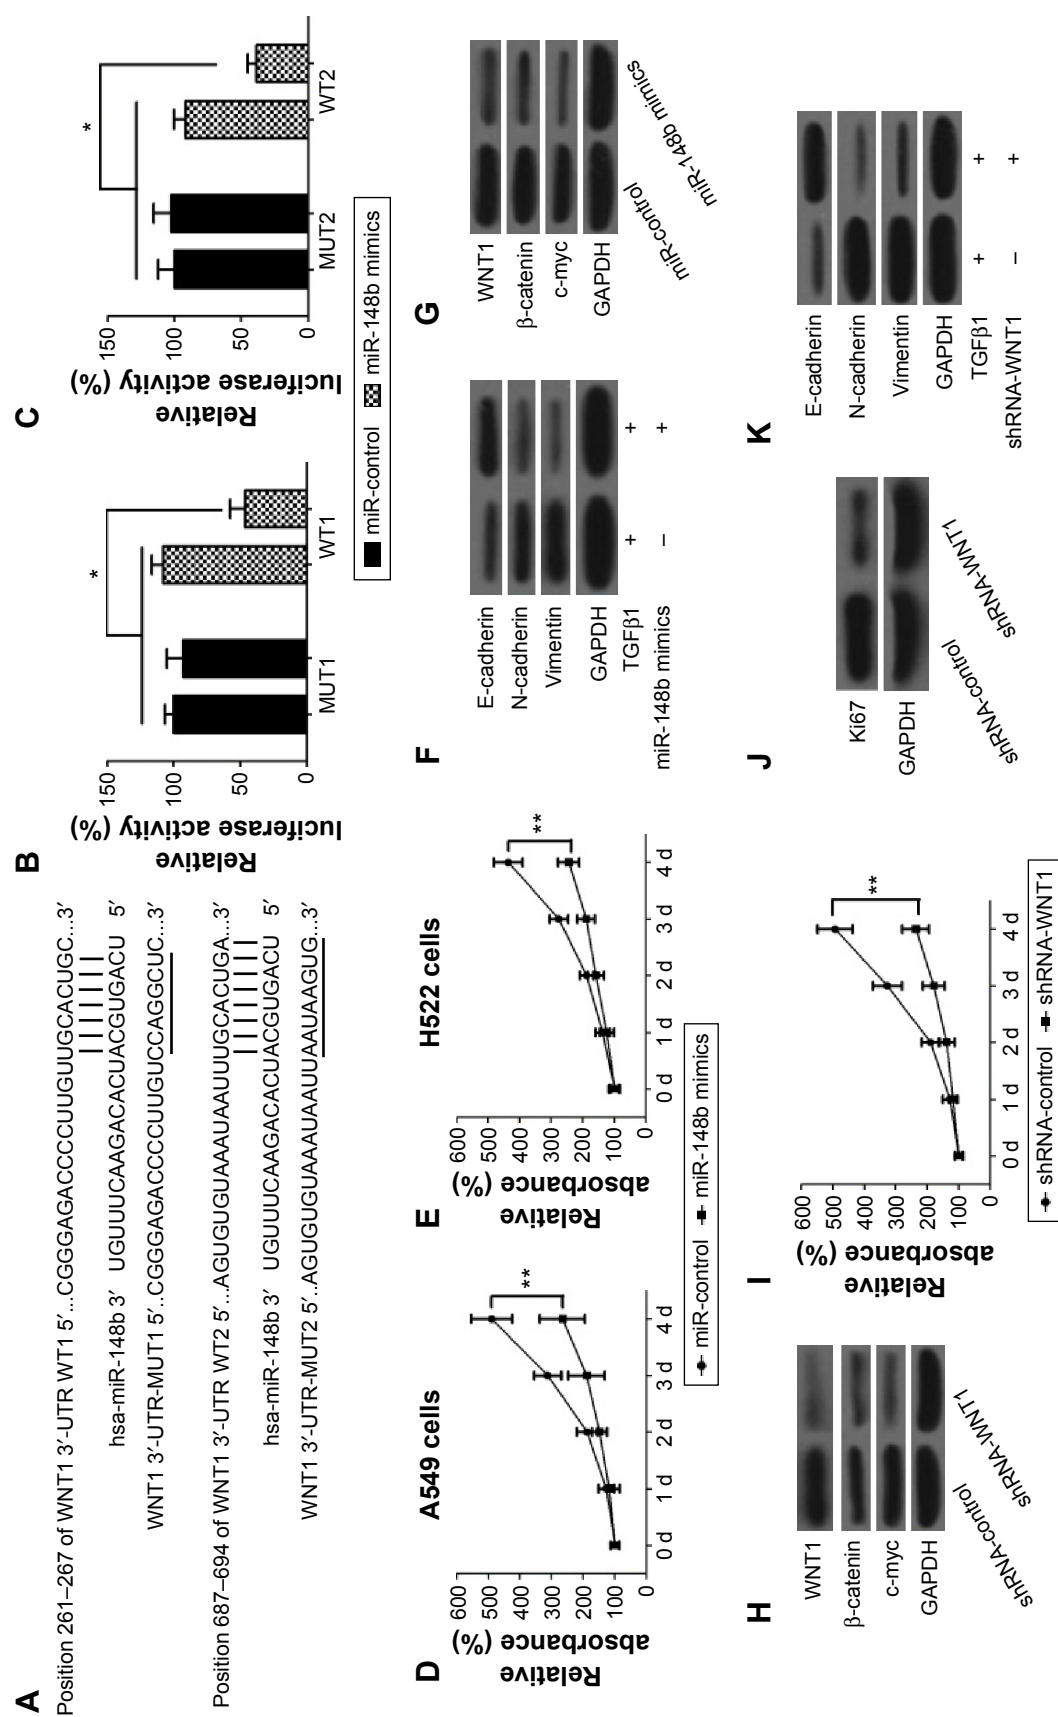 A
Position 261–267 of WNT1 3′-UTR WT1 5′...CGGGAGACCCCUUGUUGCACUGC...3′
hsa-miR-148b 3′ UGUUUCAAGACACUACGUGACU 5′
WNT1 3′-UTR-MUT1 5′..CGGGAGACCCCUUGUCCAGGCUC...3′
Position 687–694 of WNT1 3′-UTR WT2 5′...AGUGUGUAAAUAUAAUUUGCACUGA...3′
hsa-miR-148b 3′ UGUUUCAAGACACUACGUGACU 5′
WNT1 3′-UTR-MUT2 5′..AGUGUGUAAAUAUAAUUAAUAAGUG...3′
B
Relative
luciferase activity (%)
150
100
50
0
MUT1
WT1
*
C
Relative
luciferase activity (%)
150
100
50
0
MUT2
WT2
*
miR-control
miR-148b mimics
D
A549 cells
Relative
absorbance (%)
600
500
400
300
200
100
0
0 d
1 d
2 d
3 d
4 d
**
E
H522 cells
Relative
absorbance (%)
600
500
400
300
200
100
0
0 d
1 d
2 d
3 d
4 d
**
miR-control
miR-148b mimics
F
E-cadherin
N-cadherin
Vimentin
GAPDH
TGFβ1 + +
miR-148b mimics – +
G
WNT1
β-catenin
c-myc
GAPDH
miR-control
miR-148b mimics
H
WNT1
β-catenin
c-myc
GAPDH
shRNA-control
shRNA-WNT1
I
Relative
absorbance (%)
600
500
400
300
200
100
0
0 d
1 d
2 d
3 d
4 d
**
shRNA-control
shRNA-WNT1
J
Ki67
GAPDH
shRNA-control
shRNA-WNT1
K
E-cadherin
N-cadherin
Vimentin
GAPDH
TGFβ1 + +
shRNA-WNT1 – +